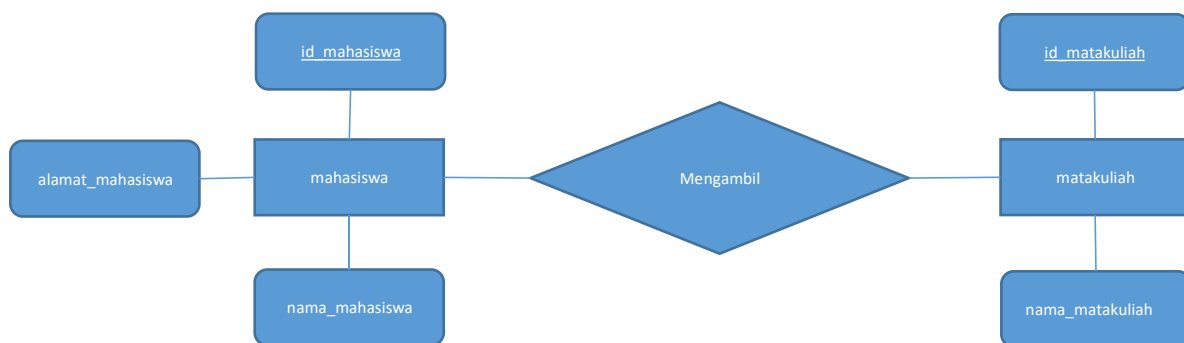 id_mahasiswa
id_matakuliah
alamat_mahasiswa
mahasiswa
Mengambil
matakuliah
nama_mahasiswa
nama_matakuliah